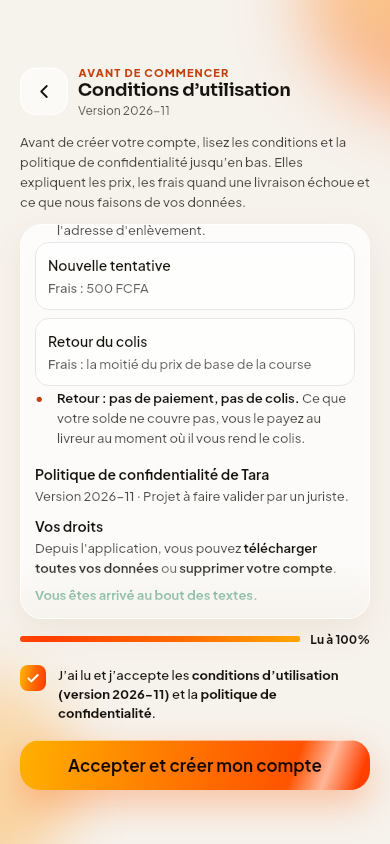 AVANT DE COMMENCER
Conditions d'utilisation
Version 2026-11
Avant de créer votre compte, lisez les conditions et la
politique de confidentialité jusqu'en bas. Elles
expliquent les prix, les frais quand une livraison échoue et
ce que nous faisons de vos données.
l'adresse d'enlèvement.
Nouvelle tentative
Frais : 500 FCFA
Retour du colis
Frais : la moitié du prix de base de la course
• Retour : pas de paiement, pas de colis. Ce que
votre solde ne couvre pas, vous le payez au
livreur au moment où il vous rend le colis.
Politique de confidentialité de Tara
Version 2026-11 · Projet à faire valider par un juriste.
Vos droits
Depuis l'application, vous pouvez télécharger
toutes vos données ou supprimer votre compte.
Vous êtes arrivé au bout des textes.
Lu à 100%
J'ai lu et j'accepte les conditions d'utilisation
(version 2026-11) et la politique de
confidentialité.
Accepter et créer mon compte